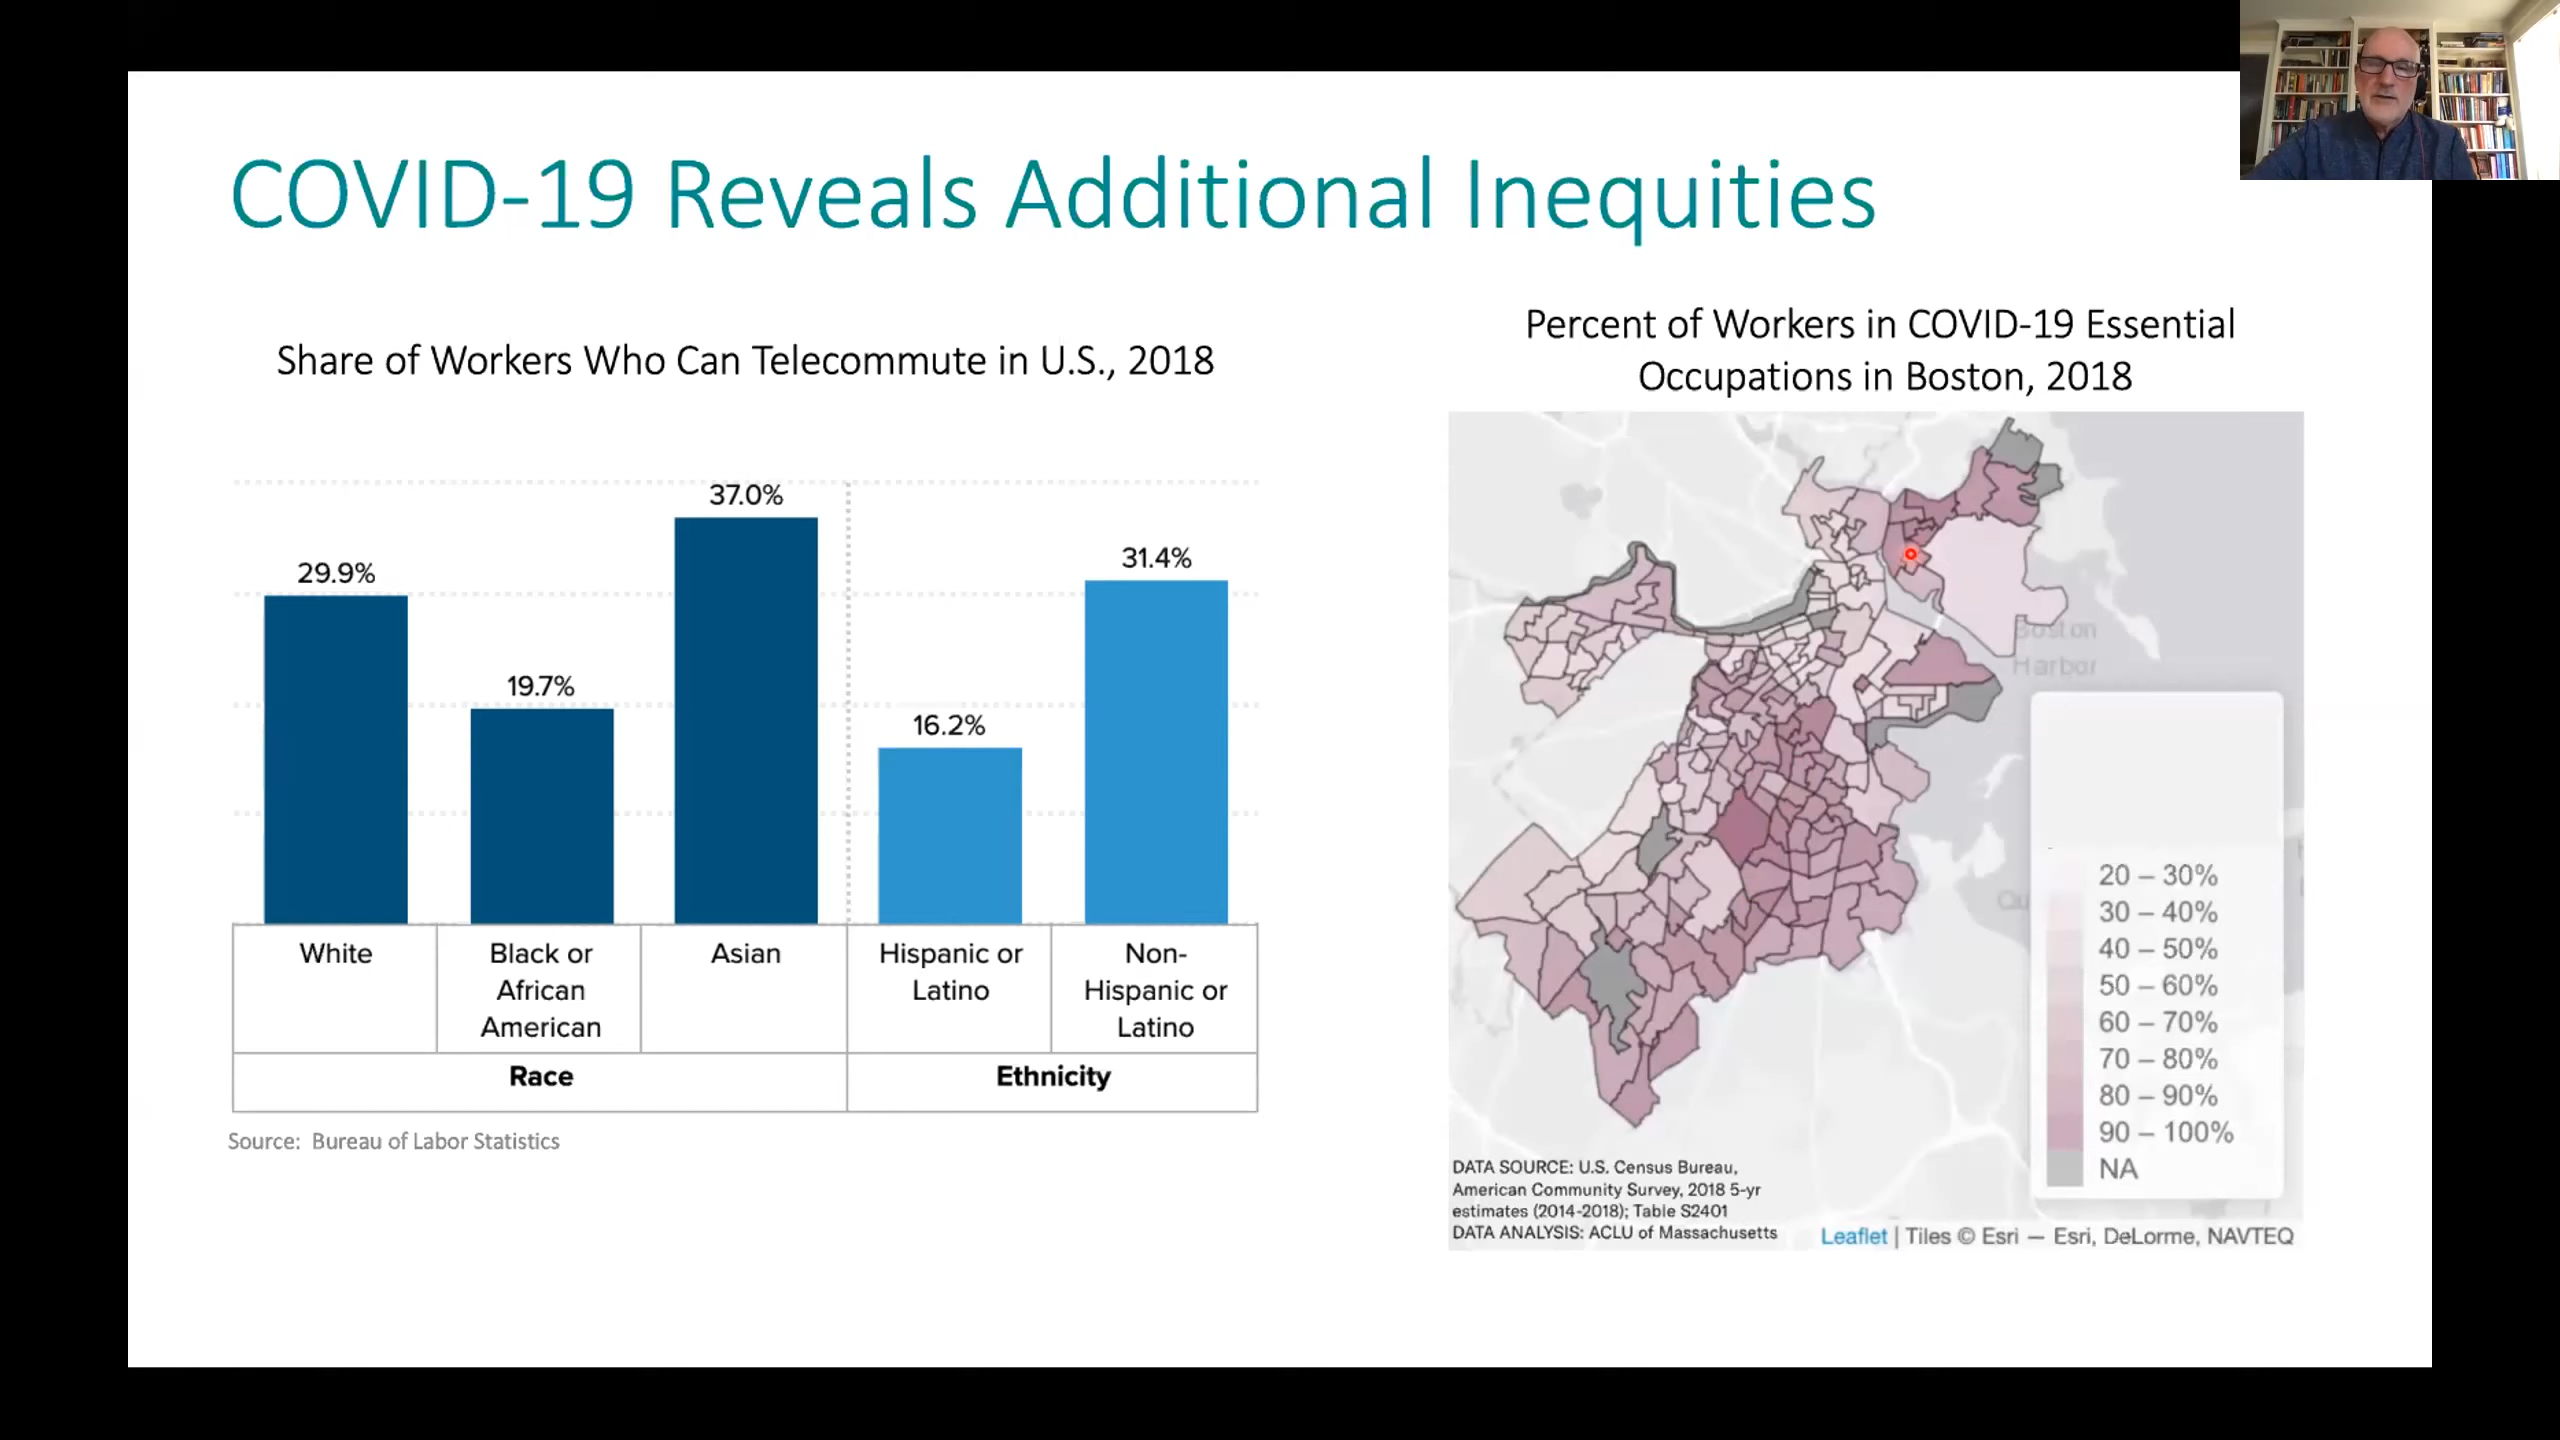 COVID-19 Reveals Additional Inequities
Share of Workers Who Can Telecommute in U.S., 2018
29.9%
19.7%
37.0%
16.2%
31.4%
White
Black or
African
American
Asian
Hispanic or
Latino
Non-
Hispanic or
Latino
Race
Ethnicity
Source: Bureau of Labor Statistics
Percent of Workers in COVID-19 Essential
Occupations in Boston, 2018
Boston
Harbor
20 – 30%
30 – 40%
40 – 50%
50 – 60%
60 – 70%
70 – 80%
80 – 90%
90 – 100%
NA
DATA SOURCE: U.S. Census Bureau,
American Community Survey, 2018 5-yr
estimates (2014-2018); Table S2401
DATA ANALYSIS: ACLU of Massachusetts
Leaflet | Tiles © Esri — Esri, DeLorme, NAVTEQ